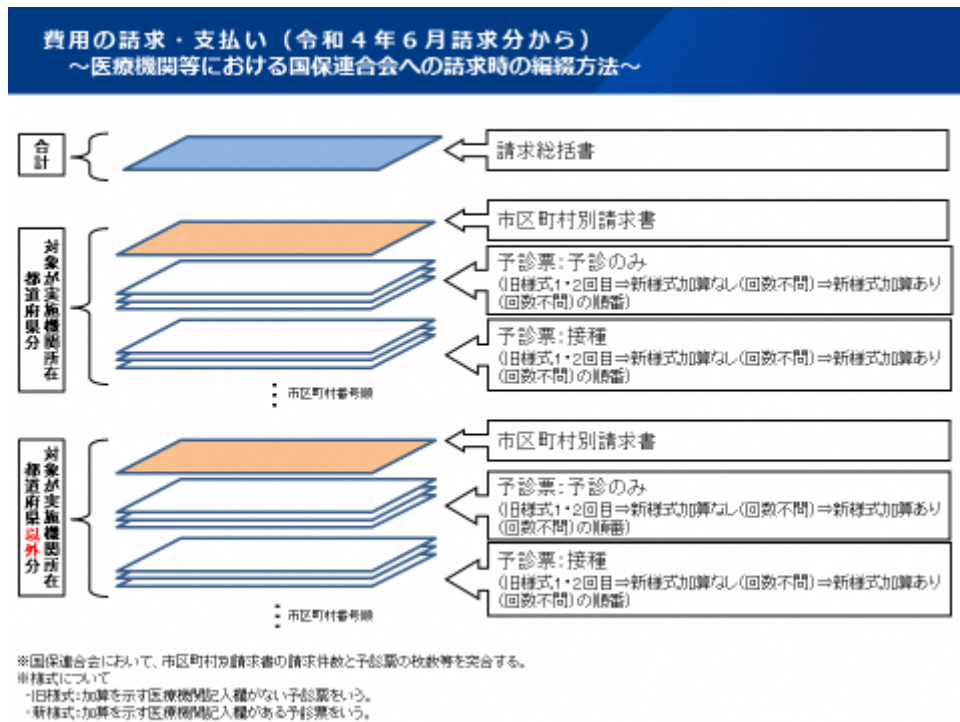 費用の請求・支払い（令和４年６月請求分から）
～医療機関等における国保連合会への請求時の編綴方法～
合計
請求総括書
対象が実施機関所在
都道府県分
市区町村別請求書
予診票：予診のみ
（旧様式1・2回目⇒新様式加算なし（回数不問）⇒新様式加算あり
（回数不問）の順番）
予診票：接種
（旧様式1・2回目⇒新様式加算なし（回数不問）⇒新様式加算あり
（回数不問）の順番）
市区町村番号順
対象が実施機関所在
都道府県以外分
市区町村別請求書
予診票：予診のみ
（旧様式1・2回目⇒新様式加算なし（回数不問）⇒新様式加算あり
（回数不問）の順番）
予診票：接種
（旧様式1・2回目⇒新様式加算なし（回数不問）⇒新様式加算あり
（回数不問）の順番）
市区町村番号順
※国保連合会において、市区町村別請求書の請求件数と予診票の枚数等を突合する。
※様式について
・旧様式：加算を示す医療機関記入欄がない予診票をいう。
・新様式：加算を示す医療機関記入欄がある予診票をいう。